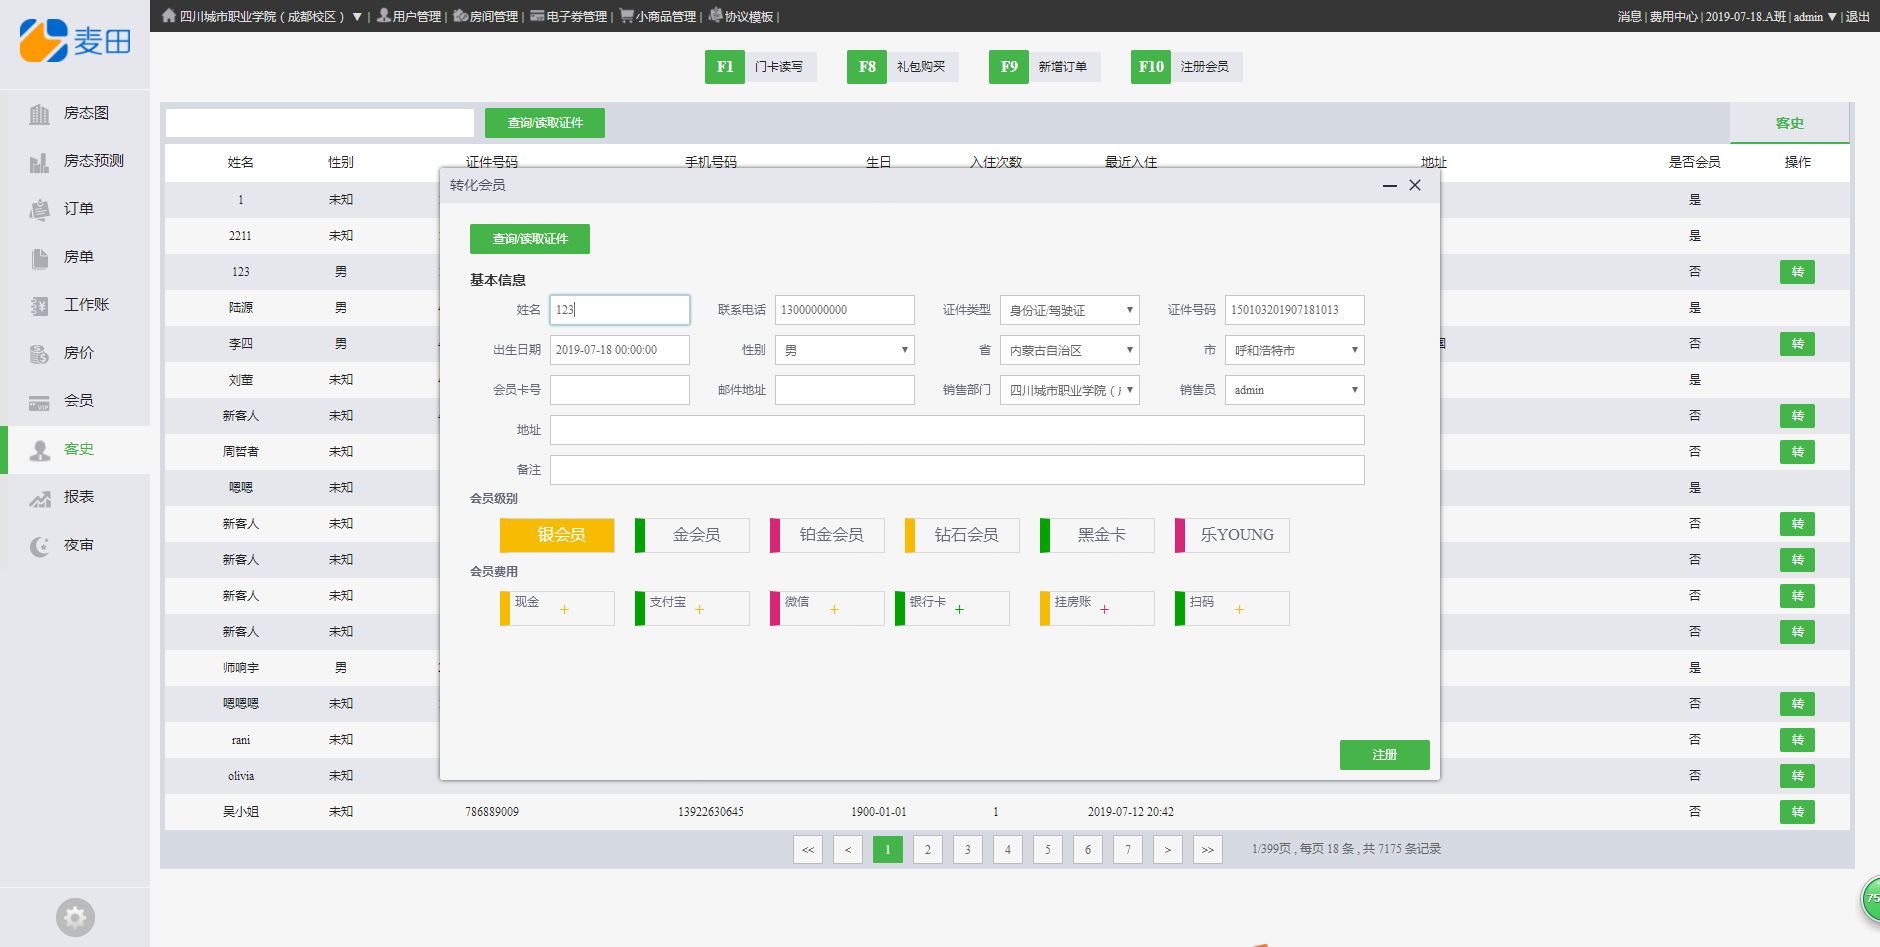 四川城市职业学院（成都校区） ▼ | 用户管理 | 房间管理 | 电子券管理 | 小商品管理 | 协议模板 |
消息 | 费用中心 | 2019-07-18.A班 | admin ▼ | 退出
麦田
F1 门卡读写 F8 礼包购买 F9 新增订单 F10 注册会员
房态图
房态预测
订单
房单
工作账
房价
会员
客史
报表
夜审
查询/读取证件 客史
姓名 性别 证件号码 手机号码 生日 入住次数 最近入住 地址 是否会员 操作
1 未知 是
2211 未知 是
123 男 否 转
陆源 男 是
李四 男 否 转
刘莹 未知 是
新客人 未知 否 转
周哲者 未知 否 转
嗯嗯 未知 是
新客人 未知 否 转
新客人 未知 否 转
新客人 未知 否 转
新客人 未知 否 转
师响宇 男 是
嗯嗯嗯 未知 否 转
rani 未知 否 转
olivia 未知 否 转
吴小姐 未知 786889009 13922630645 1900-01-01 1 2019-07-12 20:42 否 转
转化会员
查询/读取证件
基本信息
姓名 123 联系电话 13000000000 证件类型 身份证/驾驶证 证件号码 150103201907181013
出生日期 2019-07-18 00:00:00 性别 男 省 内蒙古自治区 市 呼和浩特市
会员卡号 邮件地址 销售部门 四川城市职业学院（ 销售员 admin
地址
备注
会员级别
银会员 金会员 铂金会员 钻石会员 黑金卡 乐YOUNG
会员费用
现金 + 支付宝 + 微信 + 银行卡 + 挂房账 + 扫码 +
注册
<< < 1 2 3 4 5 6 7 > >> 1/399页 , 每页 18 条 , 共 7175 条记录
75